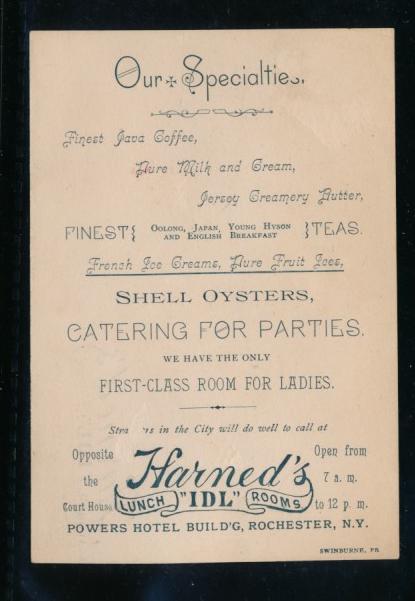 Our Specialties.
Finest Java Coffee,
Pure Milk and Cream,
Jersey Creamery Butter,
FINEST { OOLONG, JAPAN, YOUNG HYSON AND ENGLISH BREAKFAST } TEAS.
French Ice Creams, Pure Fruit Ices,
SHELL OYSTERS,
CATERING FOR PARTIES.
WE HAVE THE ONLY
FIRST-CLASS ROOM FOR LADIES.
in the City will do well to call at
Opposite the Court House
Harned's
LUNCH "IDL" ROOMS
Open from 7 a. m. to 12 p. m.
POWERS HOTEL BUILD'G, ROCHESTER, N.Y.
SWINBURNE, PR